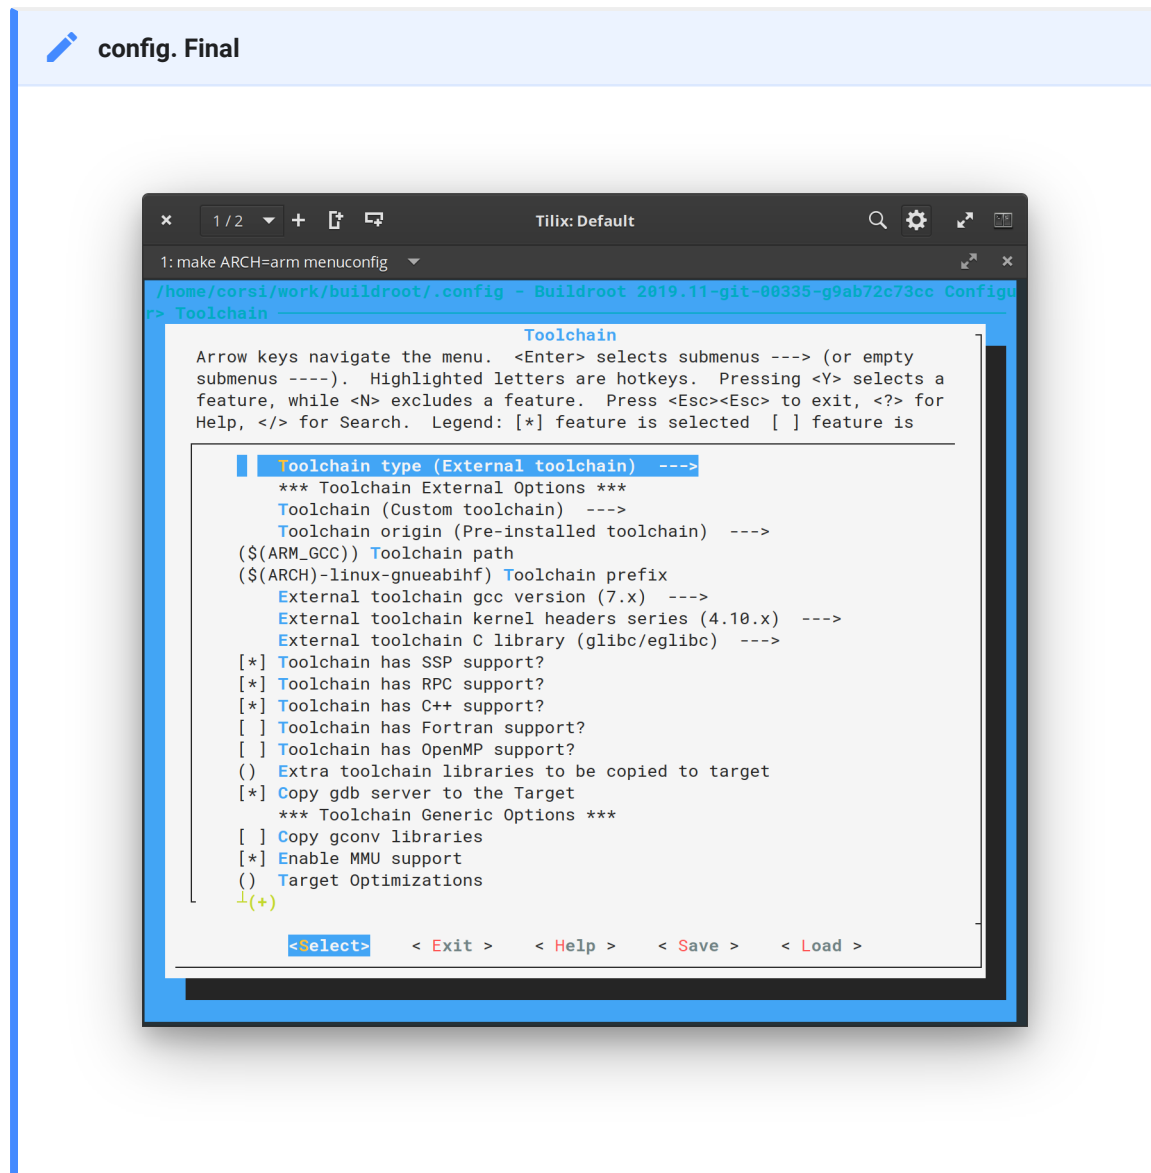 config. Final
1 / 2
Tilix: Default
1: make ARCH=arm menuconfig
/home/corsi/work/buildroot/.config - Buildroot 2019.11-git-00335-g9ab72c73cc Configu
r> Toolchain
Toolchain
Arrow keys navigate the menu.  <Enter> selects submenus ---> (or empty
submenus ----).  Highlighted letters are hotkeys.  Pressing <Y> selects a
feature, while <N> excludes a feature.  Press <Esc><Esc> to exit, <?> for
Help, </> for Search.  Legend: [*] feature is selected  [ ] feature is
Toolchain type (External toolchain)  --->
*** Toolchain External Options ***
Toolchain (Custom toolchain)  --->
Toolchain origin (Pre-installed toolchain)  --->
($(ARM_GCC)) Toolchain path
($(ARCH)-linux-gnueabihf) Toolchain prefix
External toolchain gcc version (7.x)  --->
External toolchain kernel headers series (4.10.x)  --->
External toolchain C library (glibc/eglibc)  --->
[*] Toolchain has SSP support?
[*] Toolchain has RPC support?
[*] Toolchain has C++ support?
[ ] Toolchain has Fortran support?
[ ] Toolchain has OpenMP support?
()  Extra toolchain libraries to be copied to target
[*] Copy gdb server to the Target
*** Toolchain Generic Options ***
[ ] Copy gconv libraries
[*] Enable MMU support
()  Target Optimizations
┴(+)
<Select>    < Exit >    < Help >    < Save >    < Load >